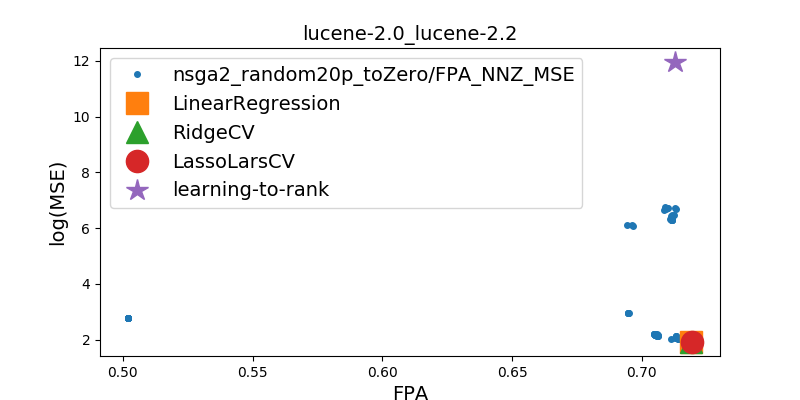 lucene-2.0_lucene-2.2
nsga2_random20p_toZero/FPA_NNZ_MSE
LinearRegression
RidgeCV
LassoLarsCV
learning-to-rank
log(MSE)
12
10
8
6
4
2
0.50 0.55 0.60 0.65 0.70
FPA